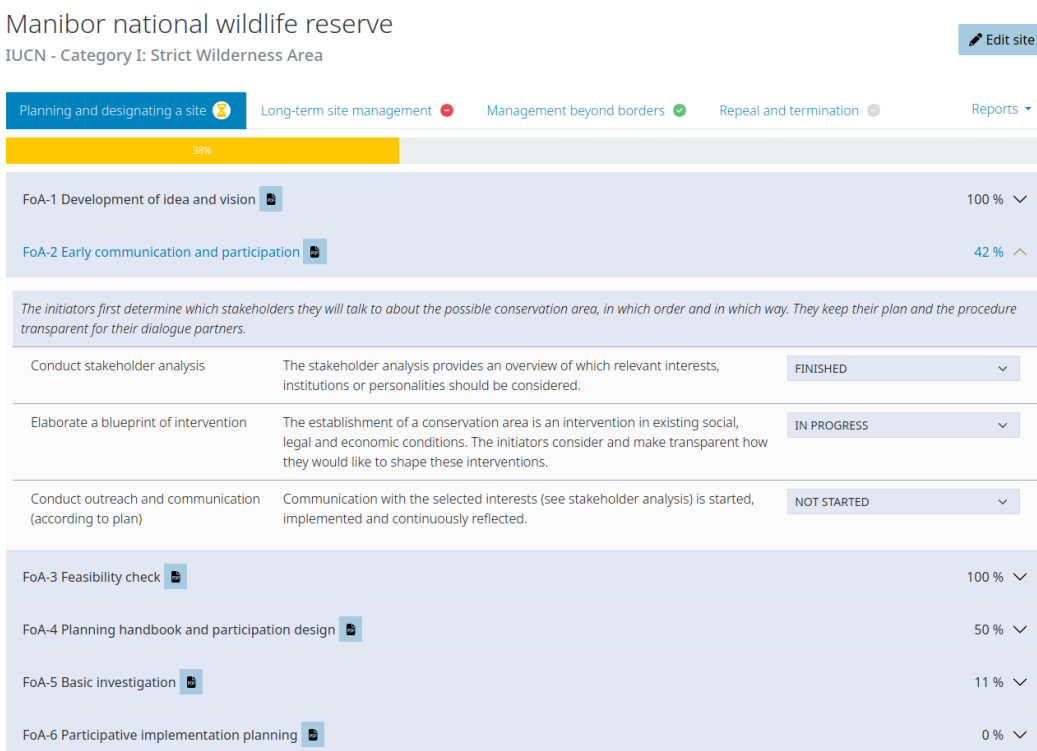 Manibor national wildlife reserve
IUCN - Category I: Strict Wilderness Area
Edit site
Planning and designating a site
Long-term site management
Management beyond borders
Repeal and termination
Reports
38%
FoA-1 Development of idea and vision
100 %
FoA-2 Early communication and participation
42 %
The initiators first determine which stakeholders they will talk to about the possible conservation area, in which order and in which way. They keep their plan and the procedure
transparent for their dialogue partners.
Conduct stakeholder analysis
The stakeholder analysis provides an overview of which relevant interests,
institutions or personalities should be considered.
FINISHED
Elaborate a blueprint of intervention
The establishment of a conservation area is an intervention in existing social,
legal and economic conditions. The initiators consider and make transparent how
they would like to shape these interventions.
IN PROGRESS
Conduct outreach and communication
(according to plan)
Communication with the selected interests (see stakeholder analysis) is started,
implemented and continuously reflected.
NOT STARTED
FoA-3 Feasibility check
100 %
FoA-4 Planning handbook and participation design
50 %
FoA-5 Basic investigation
11 %
FoA-6 Participative implementation planning
0 %